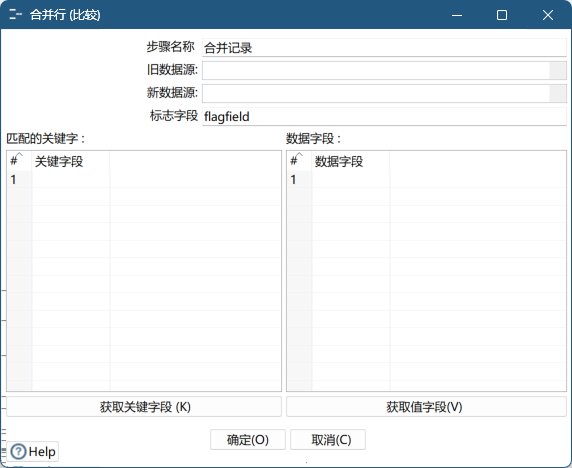 合并行 (比较)
步骤名称 合并记录
旧数据源:
新数据源:
标志字段 flagfield
匹配的关键字 : 数据字段 :
# 关键字段 # 数据字段
1 1
获取关键字段 (K) 获取值字段(V)
确定(O) 取消(C)
Help